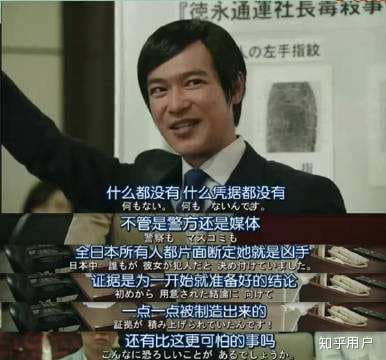 『徳永通運社長毒殺事
人の左手指紋
指
什么都没有 什么凭据都没有
何もない。 何も ないんです。
不管是警方还是媒体
警察も マスコミも
全日本所有人都片面断定她就是凶手
日本中 誰もが 彼女が犯人だと 決め付けていました。
证据是为一开始就准备好的结论
初めから 用意された結論に 向けて
一点一点被制造出来的
証拠が 積み上げられていたんです!
还有比这更可怕的事吗
こんなに恐ろしいことが あるでしょうか。
知乎用户